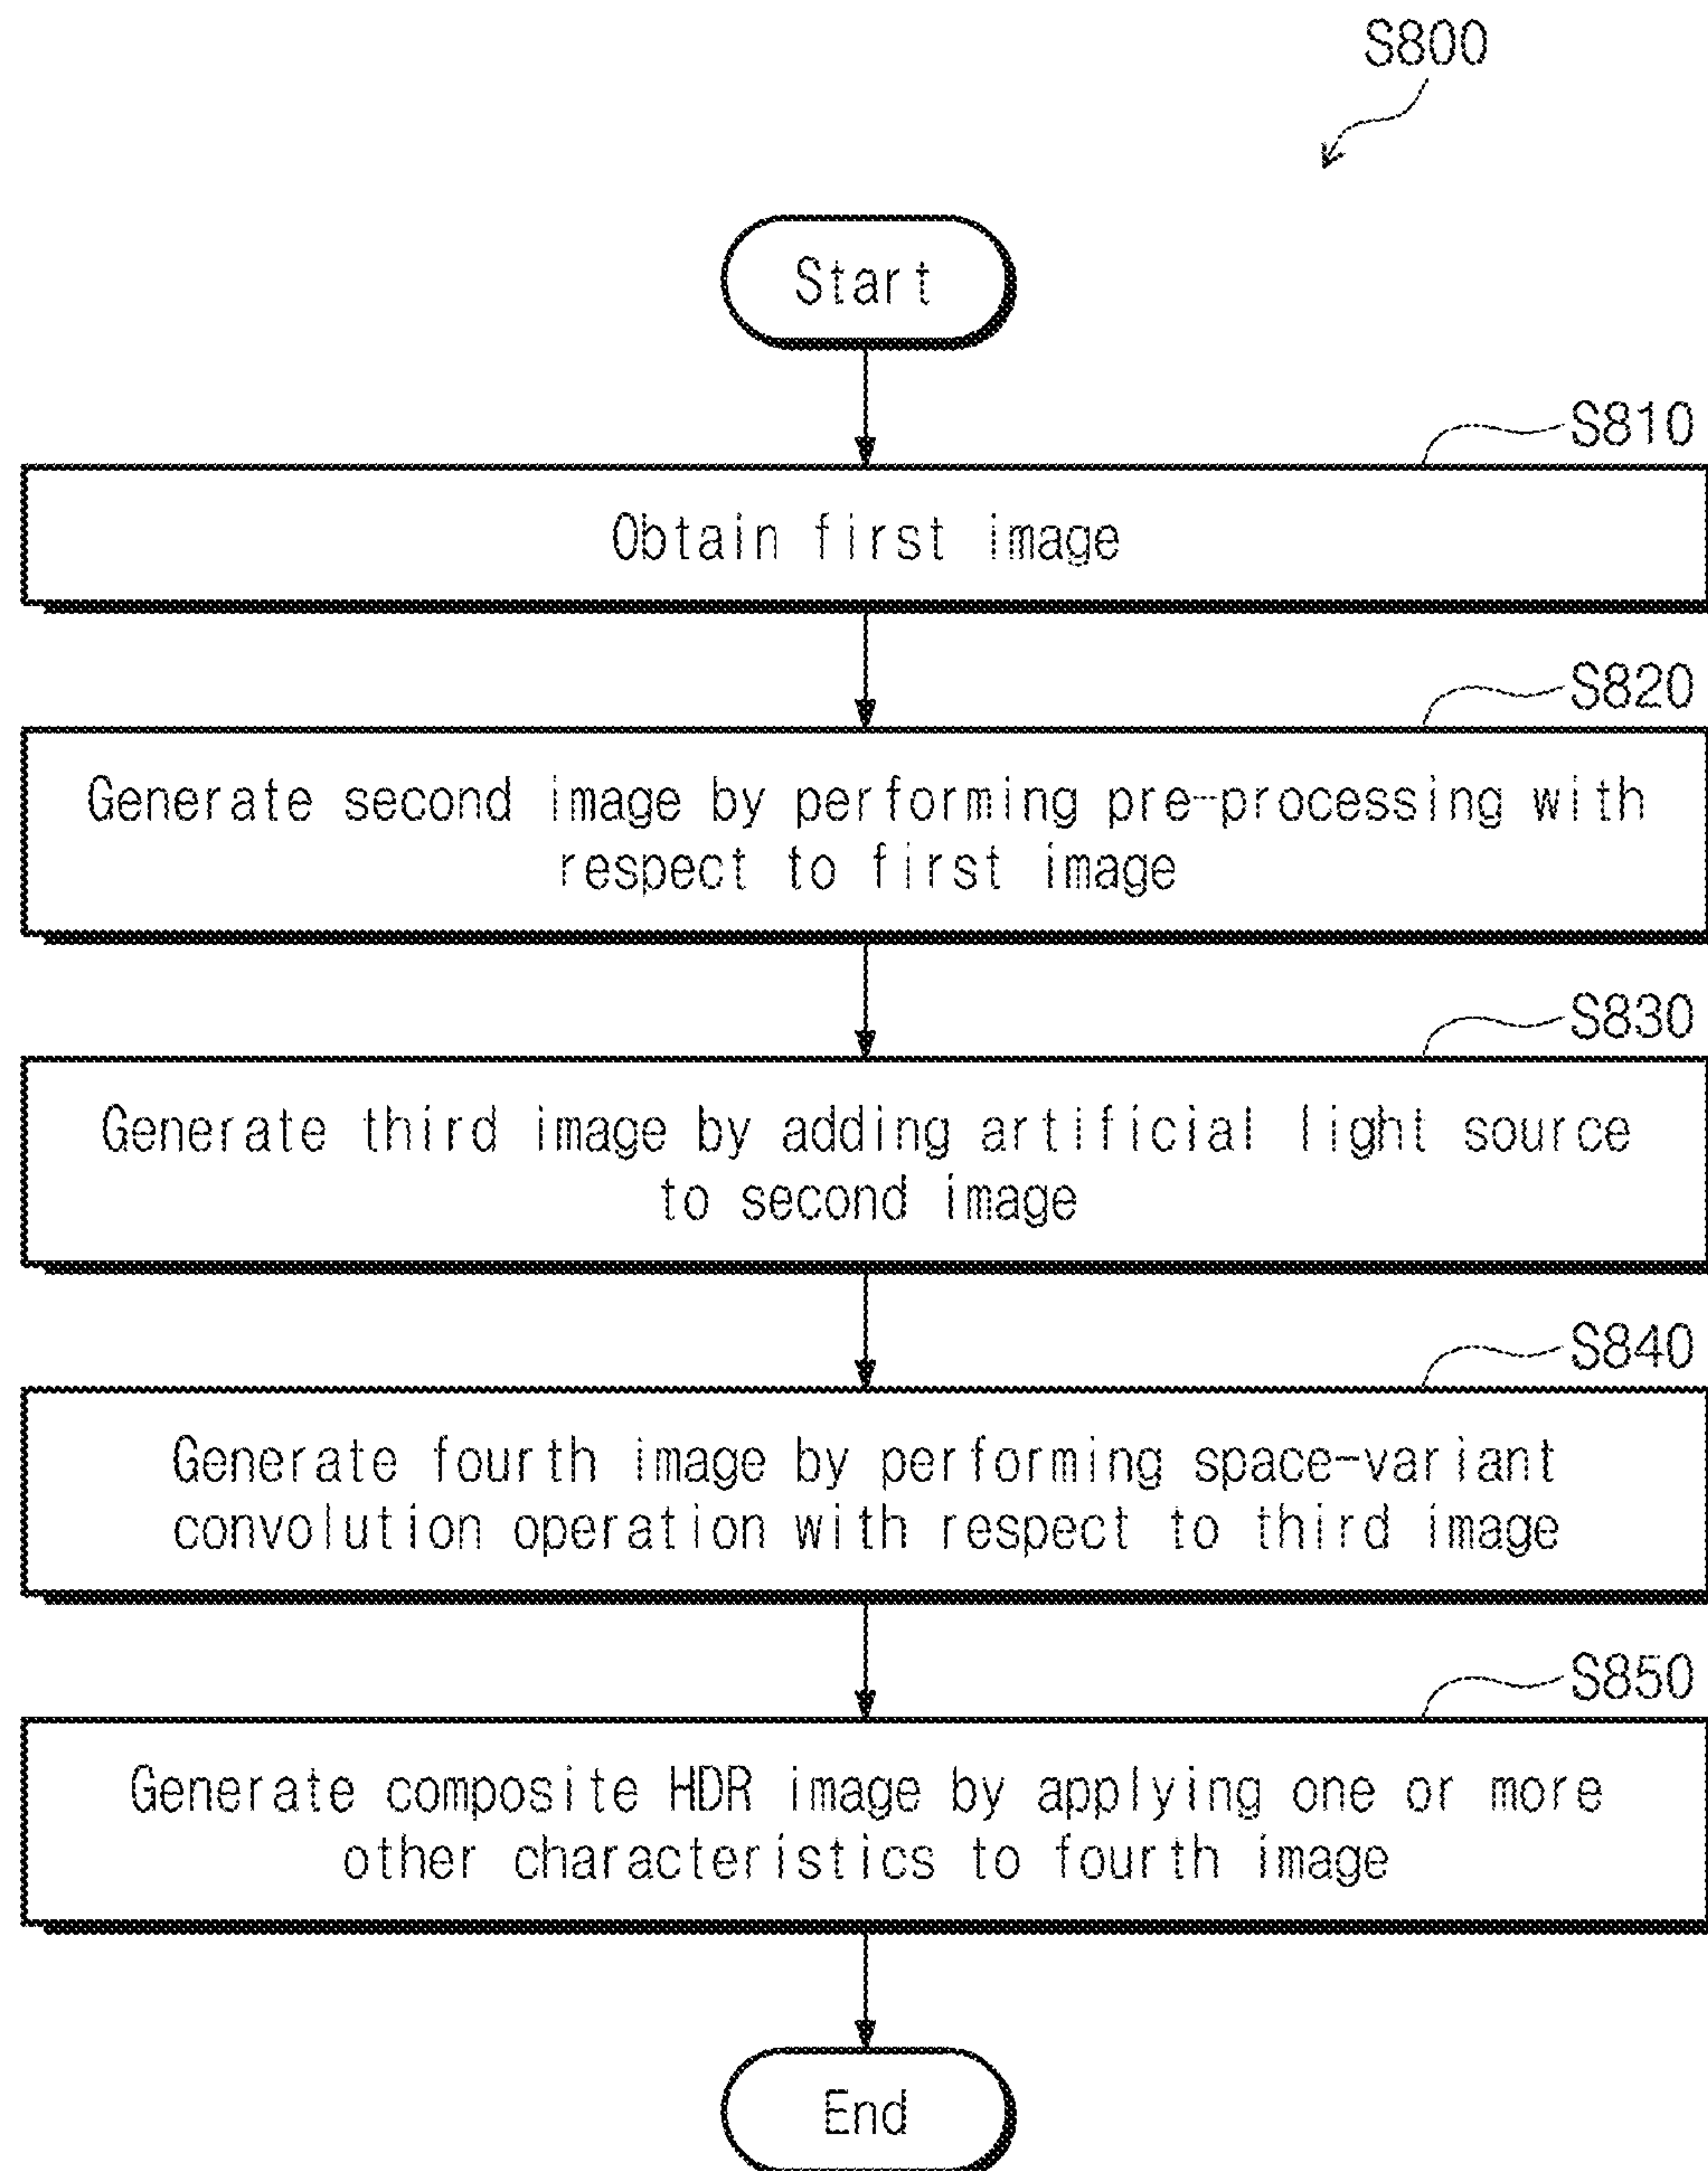 S800
Start
S810
Obtain first image
S820
Generate second image by performing pre-processing with
respect to first image
S830
Generate third image by adding artificial light source
to second image
S840
Generate fourth image by performing space-variant
convolution operation with respect to third image
S850
Generate composite HDR image by applying one or more
other characteristics to fourth image
End